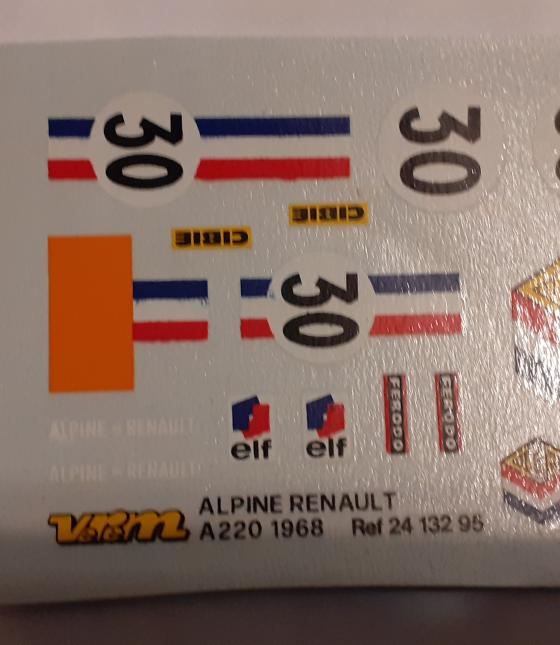 30
30
CIBIE
CIBIE
30
FERODO
FERODO
elf
elf
ALPINE - RENAULT
ALPINE - RENAULT
V.R.M
ALPINE RENAULT
A220 1968 Ref 24 132 95